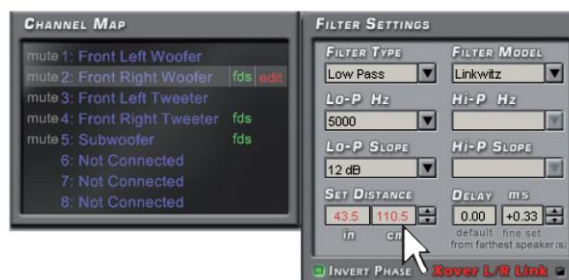 CHANNEL MAP
mute 1: Front Left Woofer
mute 2: Front Right Woofer fds edit
mute 3: Front Left Tweeter
mute 4: Front Right Tweeter fds
mute 5: Subwoofer fds
6: Not Connected
7: Not Connected
8: Not Connected
FILTER SETTINGS
FILTER TYPE FILTER MODEL
Low Pass Linkwitz
LO-P HZ HI-P HZ
5000
LO-P SLOPE HI-P SLOPE
12 dB
SET DISTANCE DELAY MS
43.5 110.5 0.00 +0.33
in cm default fine set
from farthest speaker(s)
INVERT PHASE Xover L/R Link